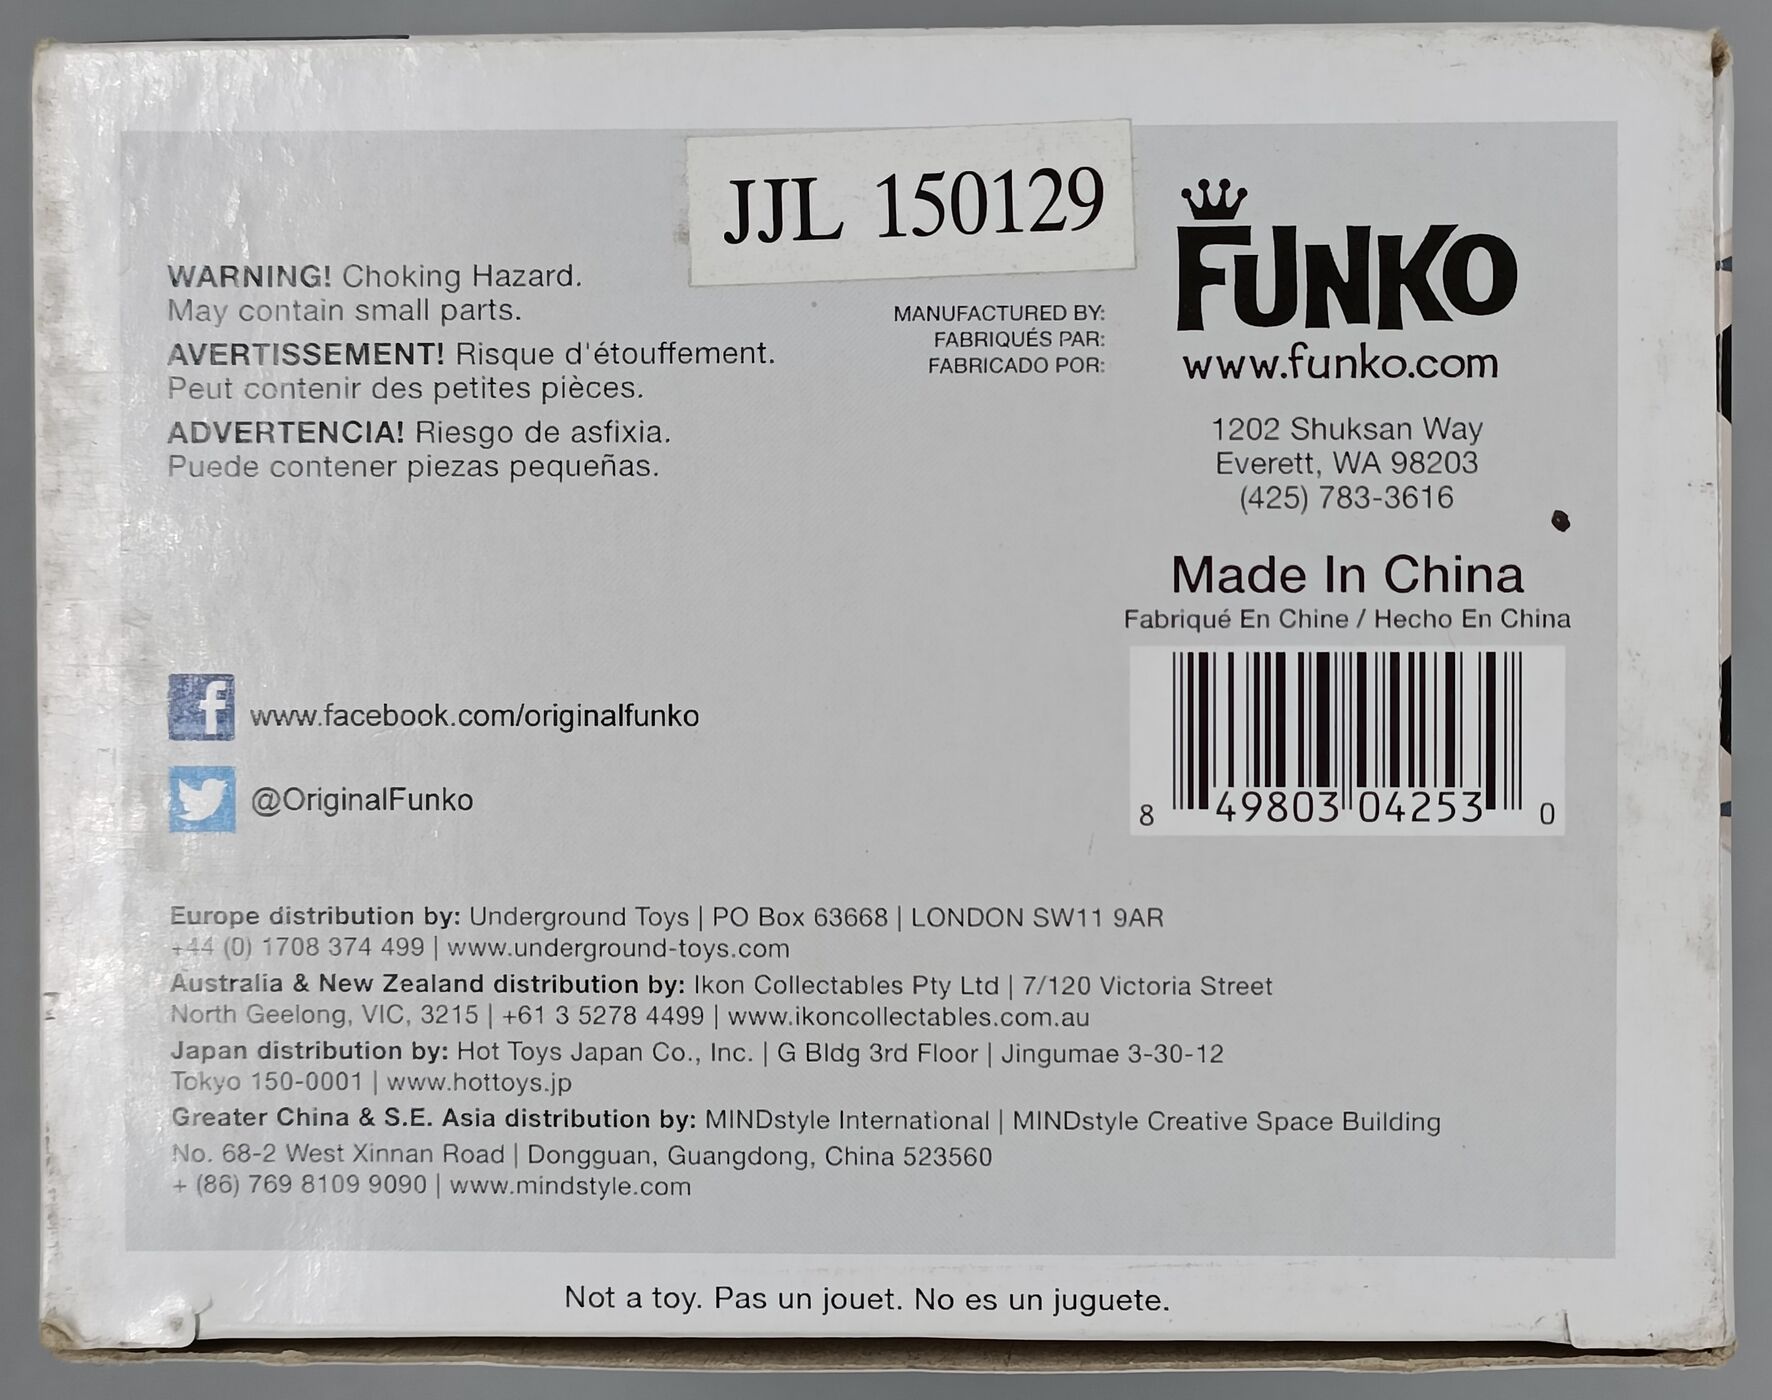 JJL 150129
WARNING! Choking Hazard.
May contain small parts.
AVERTISSEMENT! Risque d'étouffement.
Peut contenir des petites pièces.
ADVERTENCIA! Riesgo de asfixia.
Puede contener piezas pequeñas.
MANUFACTURED BY:
FABRIQUÉS PAR:
FABRICADO POR:
FUNKO
www.funko.com
1202 Shuksan Way
Everett, WA 98203
(425) 783-3616
Made In China
Fabriqué En Chine / Hecho En China
8 49803 04253 0
f www.facebook.com/originalfunko
@OriginalFunko
Europe distribution by: Underground Toys | PO Box 63668 | LONDON SW11 9AR
+44 (0) 1708 374 499 | www.underground-toys.com
Australia & New Zealand distribution by: Ikon Collectables Pty Ltd | 7/120 Victoria Street
North Geelong, VIC, 3215 | +61 3 5278 4499 | www.ikoncollectables.com.au
Japan distribution by: Hot Toys Japan Co., Inc. | G Bldg 3rd Floor | Jingumae 3-30-12
Tokyo 150-0001 | www.hottoys.jp
Greater China & S.E. Asia distribution by: MINDstyle International | MINDstyle Creative Space Building
No. 68-2 West Xinnan Road | Dongguan, Guangdong, China 523560
+ (86) 769 8109 9090 | www.mindstyle.com
Not a toy. Pas un jouet. No es un juguete.